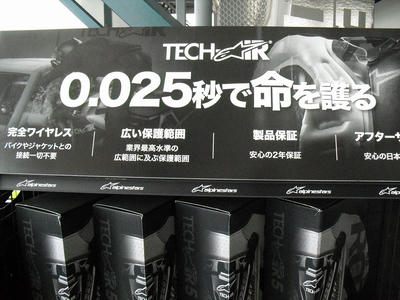 TECH-AIR
0.025秒で命を護る
完全ワイヤレス
バイクやジャケットとの
接続一切不要
広い保護範囲
業界最高水準の
広範囲に及ぶ保護範囲
製品保証
安心の2年保証
アフターサ
安心の日本
alpinestars alpinestars alpinestars alpinestars
TECH-AIR 5